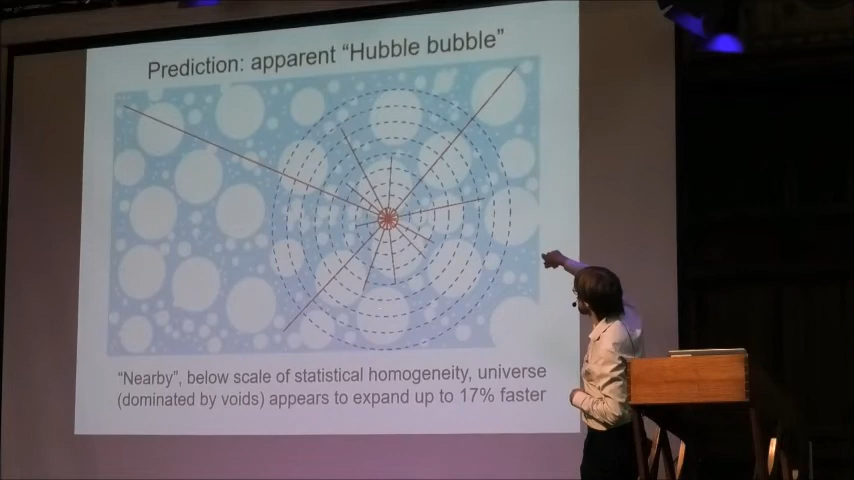 Prediction: apparent “Hubble bubble”
“Nearby”, below scale of statistical homogeneity, universe
(dominated by voids) appears to expand up to 17% faster